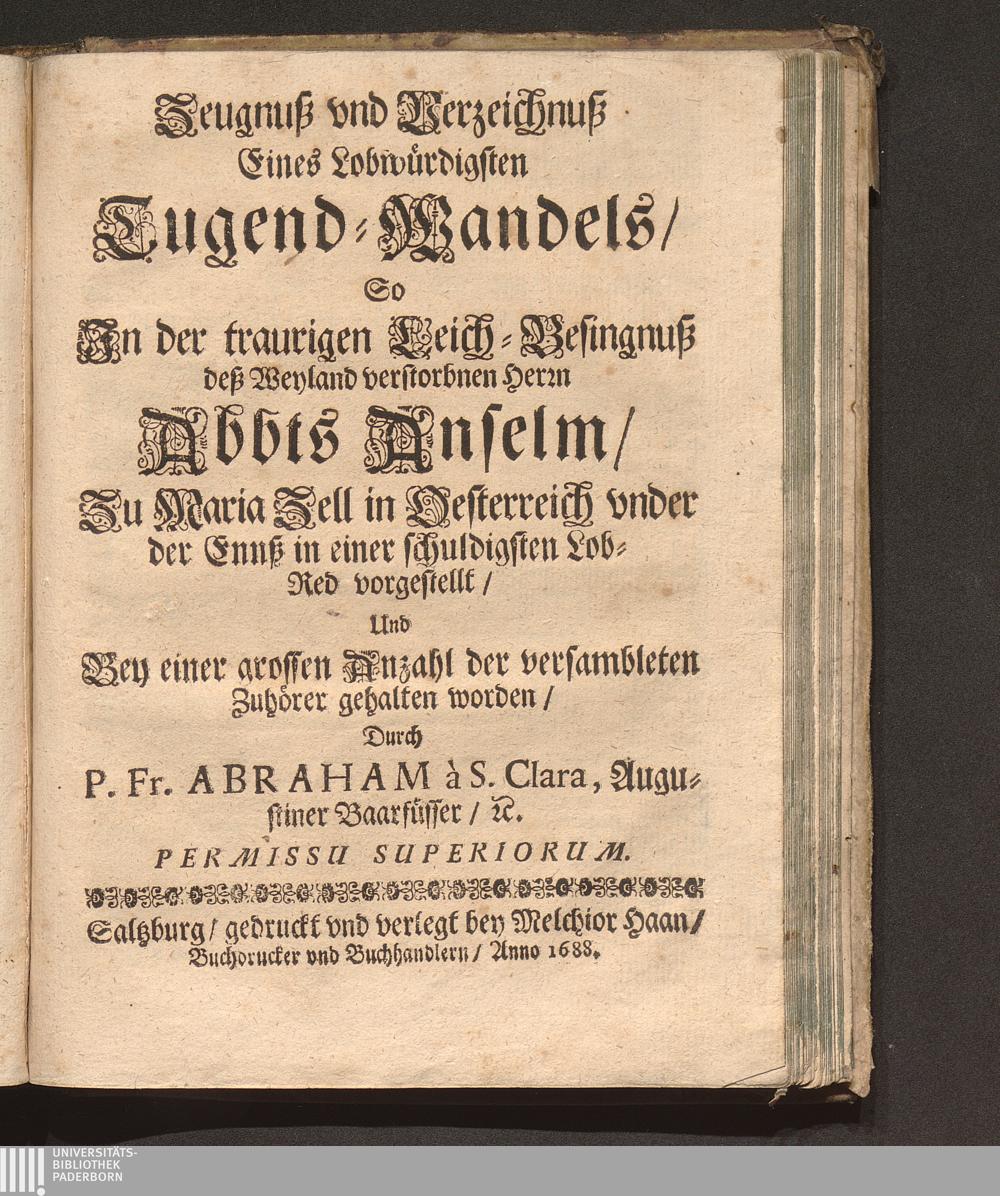 Zeugnuß vnd Verzeichnuß
Eines Lobwürdigsten
Tugend-Wandels/
So
In der traurigen Leich-Besingnuß
deß Weyland verstorbnen Herrn
Abbts Anselm/
Zu Maria Zell in Oesterreich vnder
der Ennß in einer schuldigsten Lob-
Red vorgestellt/
Und
Bey einer grossen Anzahl der versambleten
Zuhörer gehalten worden/
Durch
P. Fr. ABRAHAM à S. Clara, Augu-
stiner Baarfüsser/ ꝛc.
PERMISSU SUPERIORUM.
Saltzburg/ gedruckt vnd verlegt bey Melchior Haan/
Buchdrucker vnd Buchhandlern/ Anno 1688.
UNIVERSITÄTS-
BIBLIOTHEK
PADERBORN